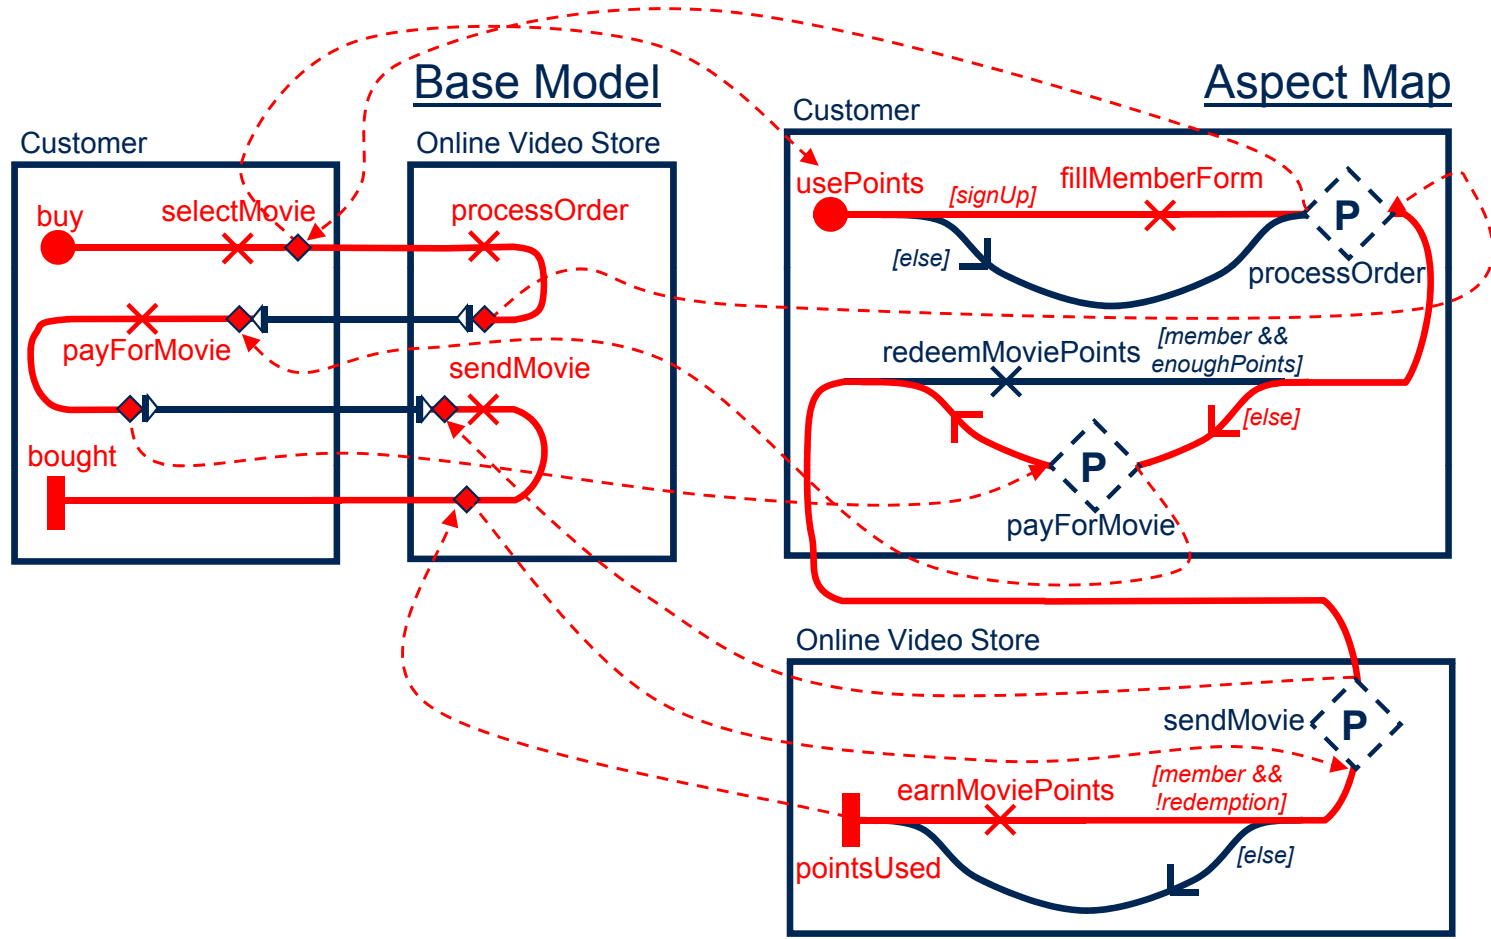 Base Model
Aspect Map
Customer
Online Video Store
buy
selectMovie
processOrder
payForMovie
sendMovie
bought
Customer
usePoints
[signUp]
fillMemberForm
P
[else]
processOrder
redeemMoviePoints
[member &&
enoughPoints]
[else]
P
payForMovie
Online Video Store
sendMovie
P
earnMoviePoints
[member &&
!redemption]
[else]
pointsUsed